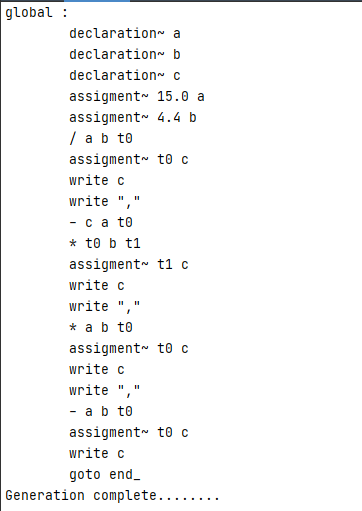 global :
declaration~ a
declaration~ b
declaration~ c
assigment~ 15.0 a
assigment~ 4.4 b
/ a b t0
assigment~ t0 c
write c
write ","
- c a t0
* t0 b t1
assigment~ t1 c
write c
write ","
* a b t0
assigment~ t0 c
write c
write ","
- a b t0
assigment~ t0 c
write c
goto end_
Generation complete........